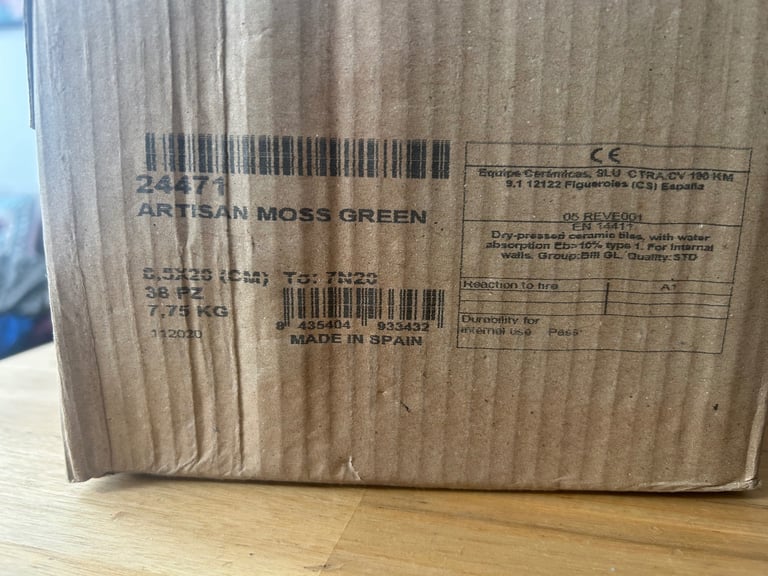 24471
ARTISAN MOSS GREEN
6,5X20 (CM) To: 7N20
38 PZ
7,75 KG
112020
8 435404 933432
MADE IN SPAIN
CE
Equipe Cerámicas, SLU CTRA.CV 190 KM
9.1 12122 Figueroles (CS) España
05 REVE001
EN 14411
Dry-pressed ceramic tiles, with water
absorption Eb>10% type 1. For internal
walls. Group:BIII GL. Quality:STD
Reaction to fire A1
Durability for
internal use Pass